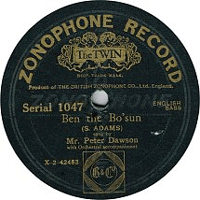 ZONOPHONE RECORD
The TWIN
Product of THE BRITISH ZONOPHONE CO., Ltd., England.
Serial 1047
ENGLISH
BASS
Ben the Bo'sun
(S. ADAMS)
sung by
Mr. Peter Dawson
with Orchestral accompaniment
X-2-42453
G&C°